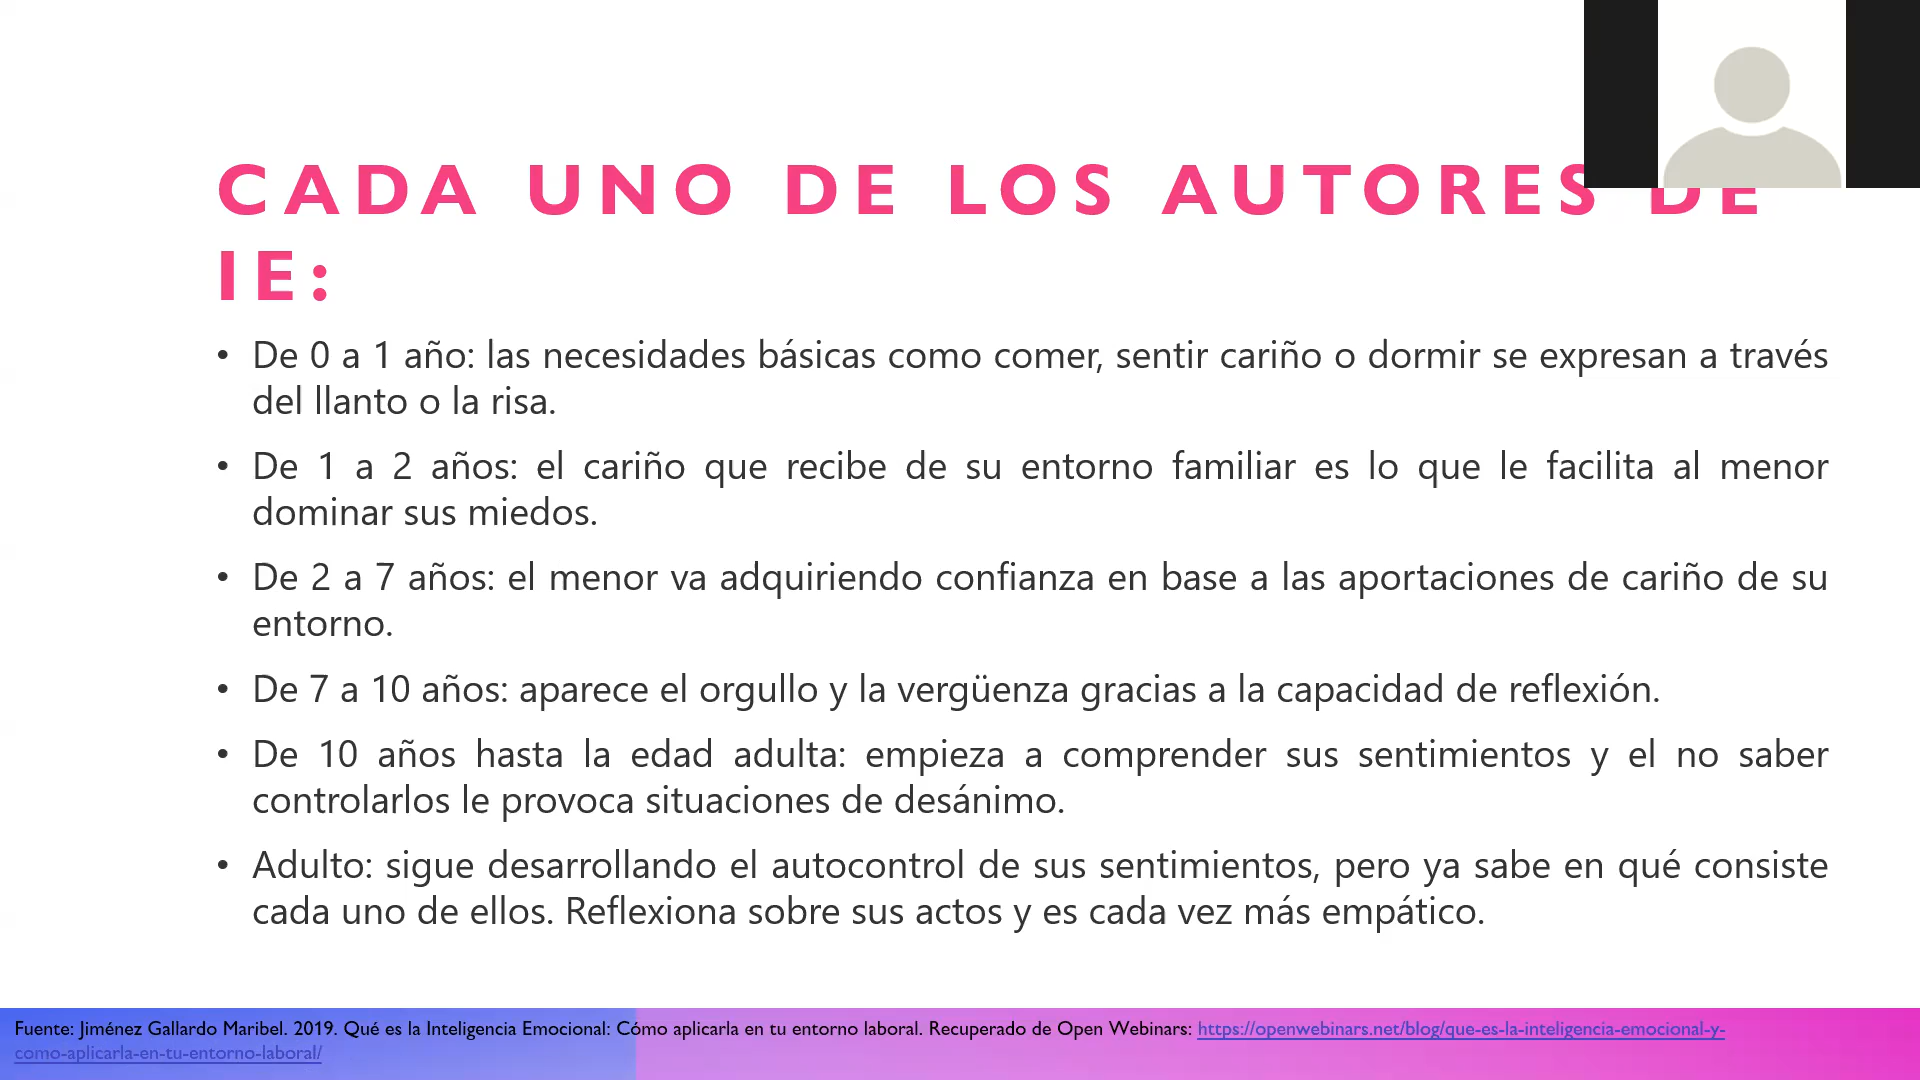 CADA UNO DE LOS AUTORES DE
IE:
• De 0 a 1 año: las necesidades básicas como comer, sentir cariño o dormir se expresan a través
del llanto o la risa.
• De 1 a 2 años: el cariño que recibe de su entorno familiar es lo que le facilita al menor
dominar sus miedos.
• De 2 a 7 años: el menor va adquiriendo confianza en base a las aportaciones de cariño de su
entorno.
• De 7 a 10 años: aparece el orgullo y la vergüenza gracias a la capacidad de reflexión.
• De 10 años hasta la edad adulta: empieza a comprender sus sentimientos y el no saber
controlarlos le provoca situaciones de desánimo.
• Adulto: sigue desarrollando el autocontrol de sus sentimientos, pero ya sabe en qué consiste
cada uno de ellos. Reflexiona sobre sus actos y es cada vez más empático.
Fuente: Jiménez Gallardo Maribel. 2019. Qué es la Inteligencia Emocional: Cómo aplicarla en tu entorno laboral. Recuperado de Open Webinars: https://openwebinars.net/blog/que-es-la-inteligencia-emocional-y-
como-aplicarla-en-tu-entorno-laboral/